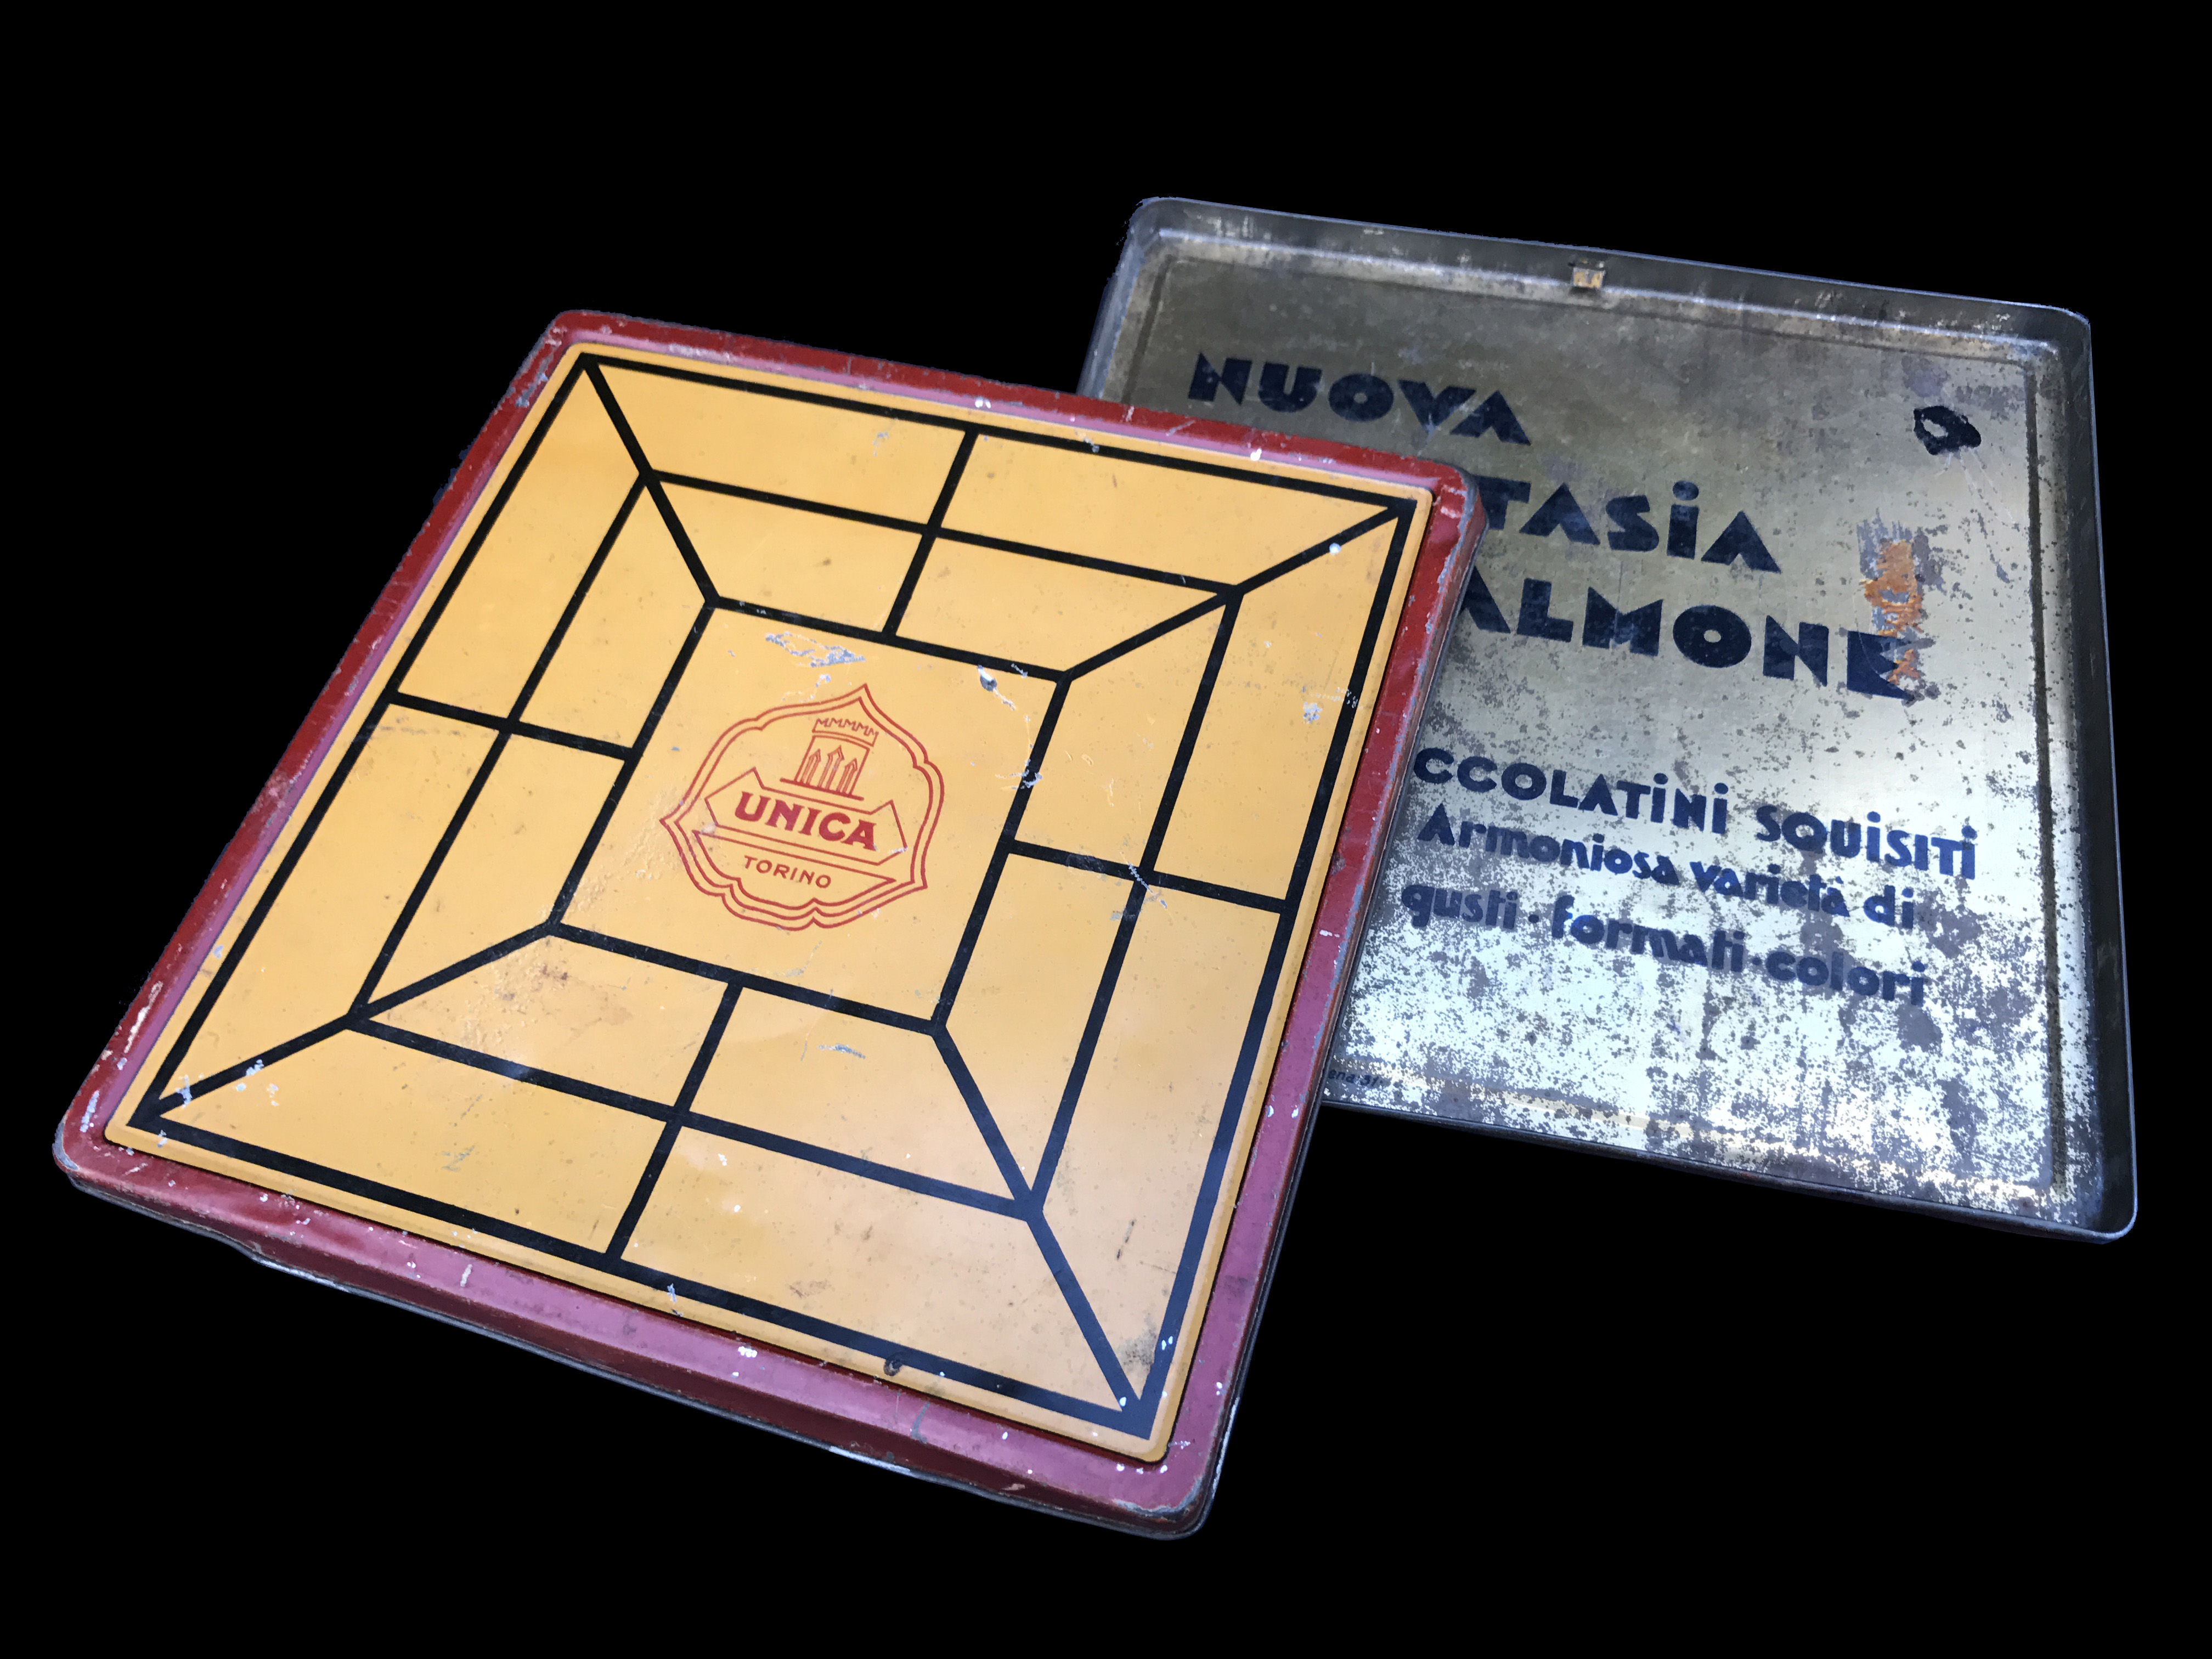 UNICA
TORINO
NUOVA
TASIA
ALMONE
CCOLATINI SQUISITI
Armoniosa varietà di
gusti·formati·colori